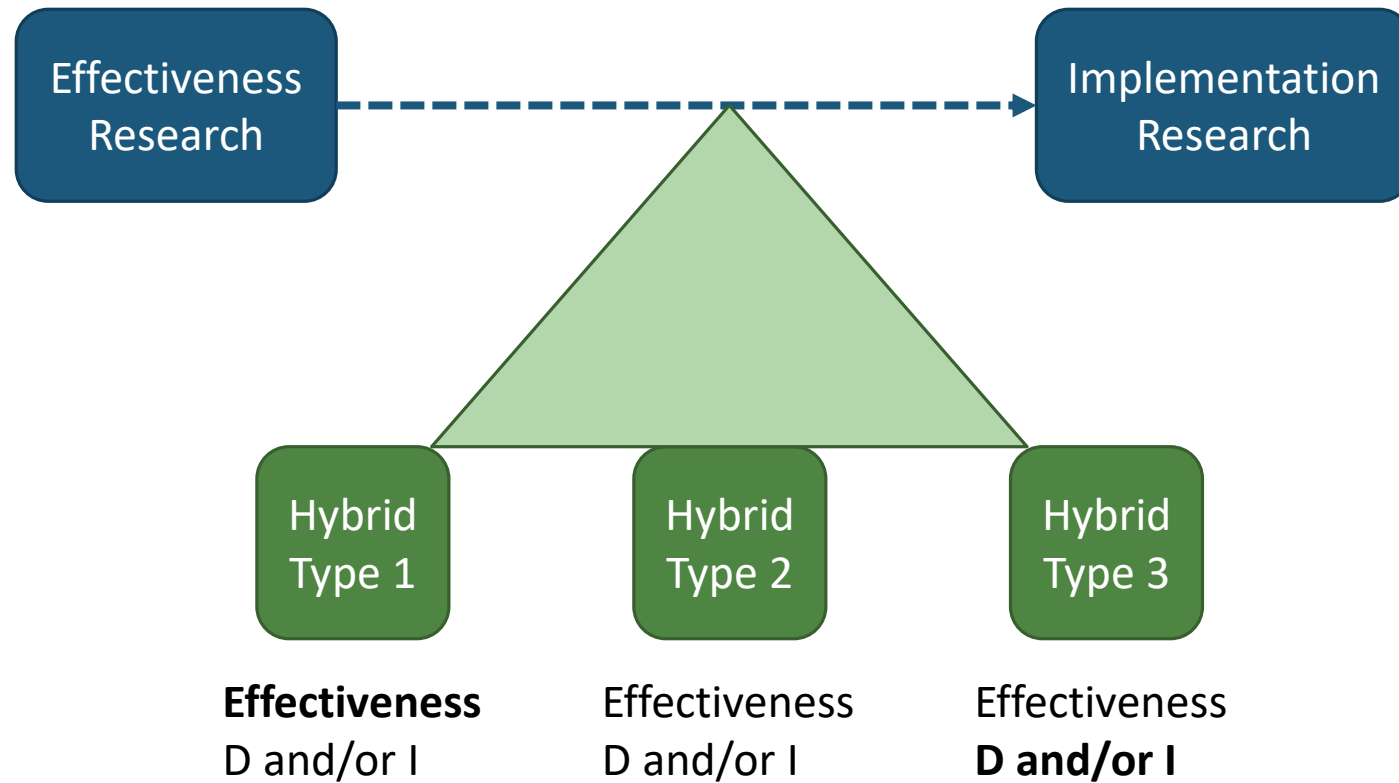 Effectiveness
Research
Implementation
Research
Hybrid
Type 1
Hybrid
Type 2
Hybrid
Type 3
Effectiveness
D and/or I
Effectiveness
D and/or I
Effectiveness
D and/or I